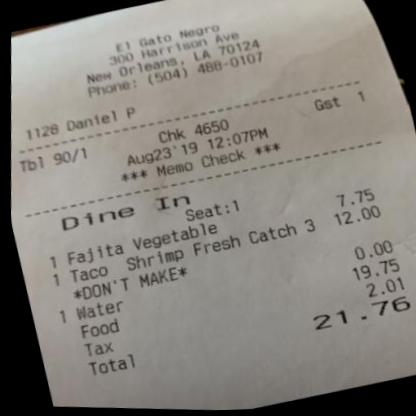 El Gato Negro
300 Harrison Ave
New Orleans, LA 70124
Phone: (504) 488-0107
1128 Daniel P
Tbl 90/1 Chk 4650 Gst 1
Aug23'19 12:07PM
*** Memo Check ***
Dine In
Seat:1
1 Fajita Vegetable 7.75
1 Taco Shrimp Fresh Catch 3 12.00
*DON'T MAKE*
1 Water 0.00
Food 19.75
Tax 2.01
Total 21.76